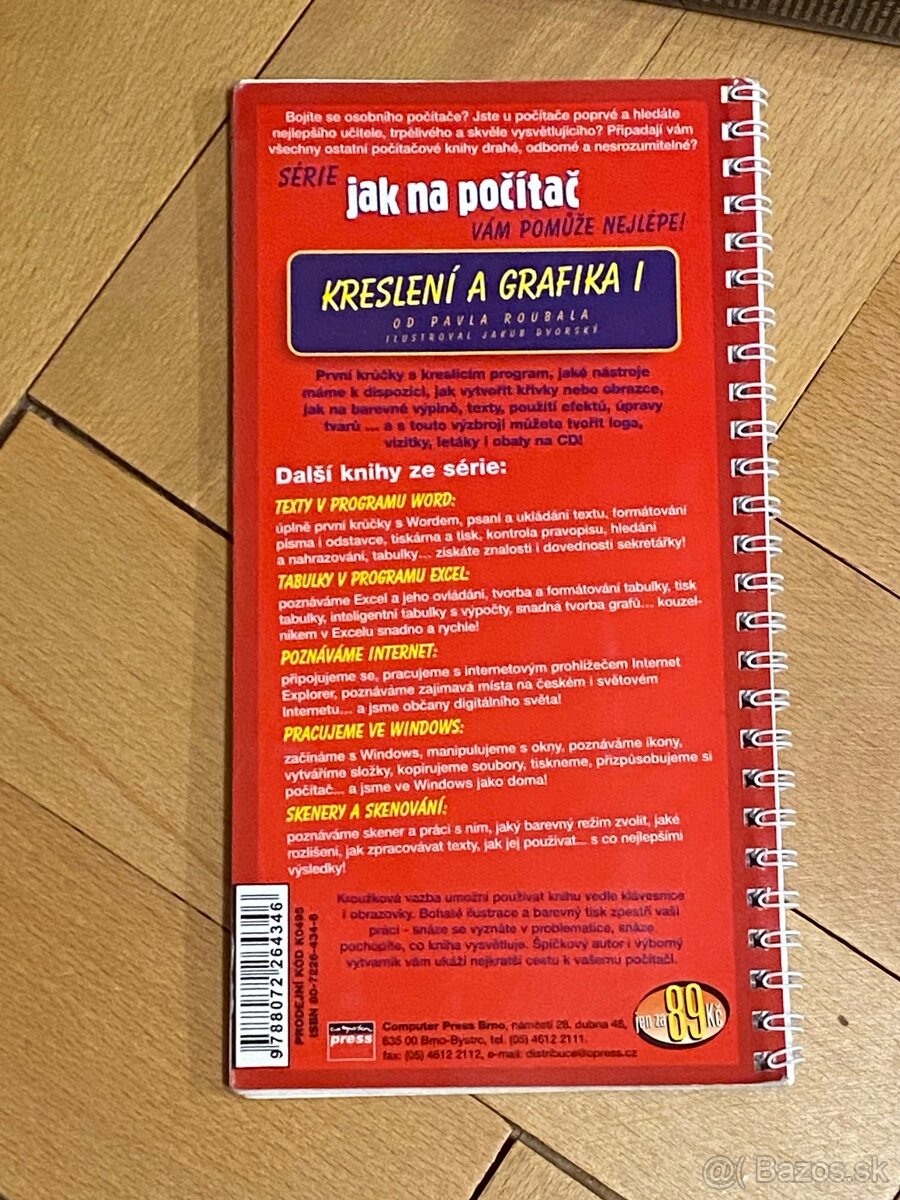 Bojíte se osobního počítače? Jste u počítače poprvé a hledáte
nejlepšího učitele, trpělivého a skvěle vysvětlujícího? Připadají vám
všechny ostatní počítačové knihy drahé, odborné a nesrozumitelné?
SÉRIE jak na počítač
VÁM POMŮŽE NEJLÉPE!
KRESLENÍ A GRAFIKA I
OD PAVLA ROUBALA
ILUSTROVAL JAKUB DVORSKÝ
První krůčky s kreslícím program, jaké nástroje
máme k dispozici, jak vytvořit křivky nebo obrazce,
jak na barevné výplně, texty, použití efektů, úpravy
tvarů ... a s touto výzbrojí můžete tvořit loga,
vizitky, letáky i obaly na CD!
Další knihy ze série:
TEXTY V PROGRAMU WORD:
úplně první krůčky s Wordem, psaní a ukládání textu, formátování
písma i odstavce, tiskárna a tisk, kontrola pravopisu, hledání
a nahrazování, tabulky... získáte znalosti i dovednosti sekretářky!
TABULKY V PROGRAMU EXCEL:
poznáváme Excel a jeho ovládání, tvorba a formátování tabulky, tisk
tabulky, inteligentní tabulky s výpočty, snadná tvorba grafů... kouzel-
níkem v Excelu snadno a rychle!
POZNÁVÁME INTERNET:
připojujeme se, pracujeme s internetovým prohlížečem Internet
Explorer, poznáváme zajímavá místa na českém i světovém
Internetu... a jsme občany digitálního světa!
PRACUJEME VE WINDOWS:
začínáme s Windows, manipulujeme s okny, poznáváme ikony,
vytváříme složky, kopírujeme soubory, tiskneme, přizpůsobujeme si
počítač... a jsme ve Windows jako doma!
SKENERY A SKENOVÁNÍ:
poznáváme skener a práci s ním, jaký barevný režim zvolit, jaké
rozlišení, jak zpracovávat texty, jak jej používat... s co nejlepšími
výsledky!
Kroužková vazba umožní používat knihu vedle klávesnice
i obrazovky. Bohaté ilustrace a barevný tisk zpestří vaši
práci - snáze se vyznáte v problematice, snáze
pochopíte, co kniha vysvětluje. Špičkový autor i výborný
výtvarník vám ukáží nejkratší cestu k vašemu počítači.
9 788072 264346
PRODEJNÍ KÓD K0495
ISBN 80-7226-434-6
computer
press
Computer Press Brno, náměstí 28. dubna 48,
635 00 Brno-Bystrc, tel. (05) 4612 2111,
fax: (05) 4612 2112, e-mail: distribuce@cpress.cz
jen za 89 Kč
@( Bazos.sk